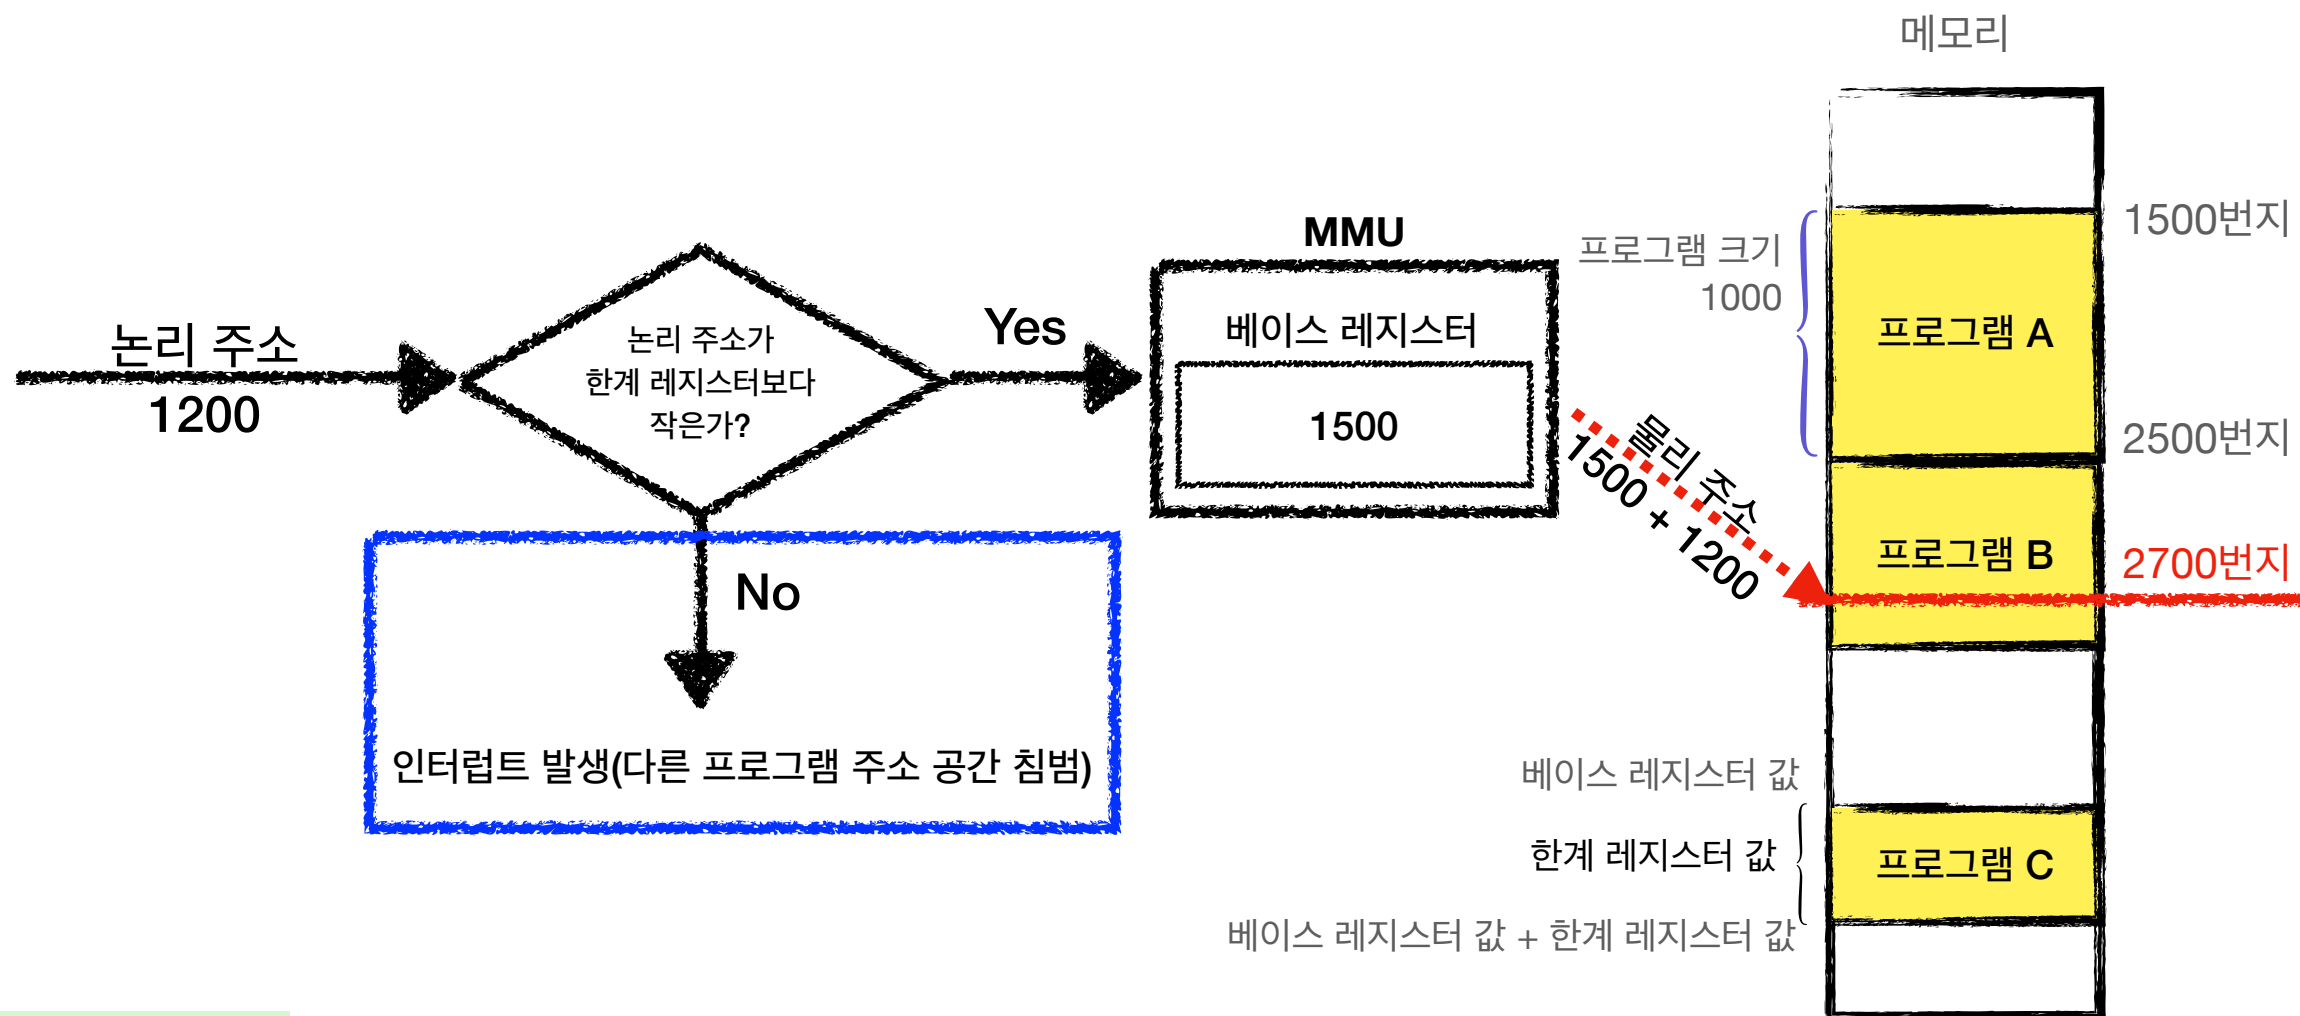 메모리
논리 주소
1200
논리 주소가
한계 레지스터보다
작은가?
Yes
No
인터럽트 발생(다른 프로그램 주소 공간 침범)
MMU
베이스 레지스터
1500
물리 주소
1500 + 1200
프로그램 크기
1000
프로그램 A
프로그램 B
프로그램 C
1500번지
2500번지
2700번지
베이스 레지스터 값
한계 레지스터 값
베이스 레지스터 값 + 한계 레지스터 값